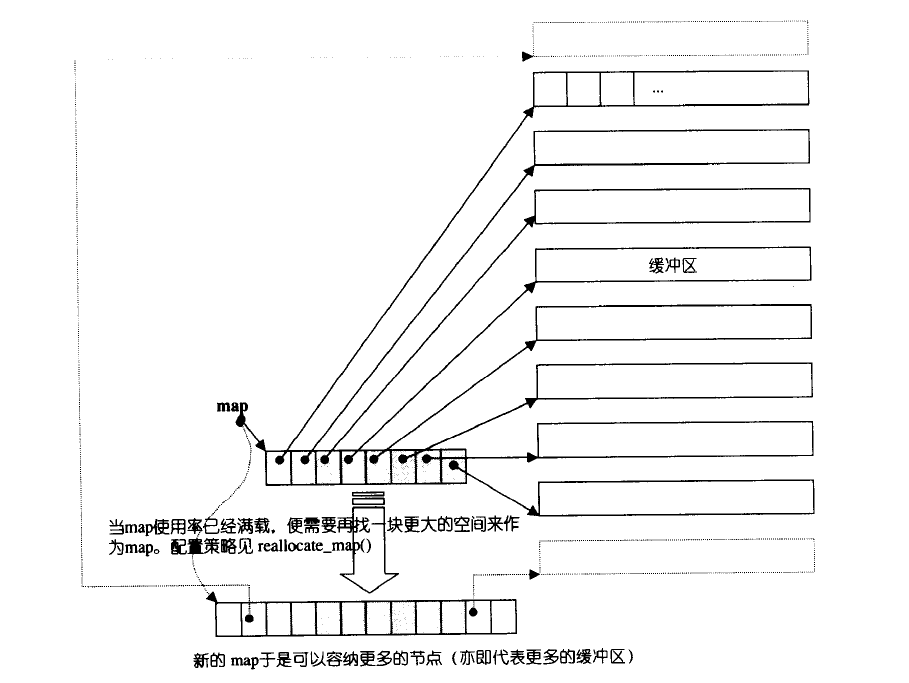 ...
缓冲区
map
当map使用率已经满载，便需要再找一块更大的空间来作
为map。配置策略见 reallocate_map()
新的 map于是可以容纳更多的节点（亦即代表更多的缓冲区）